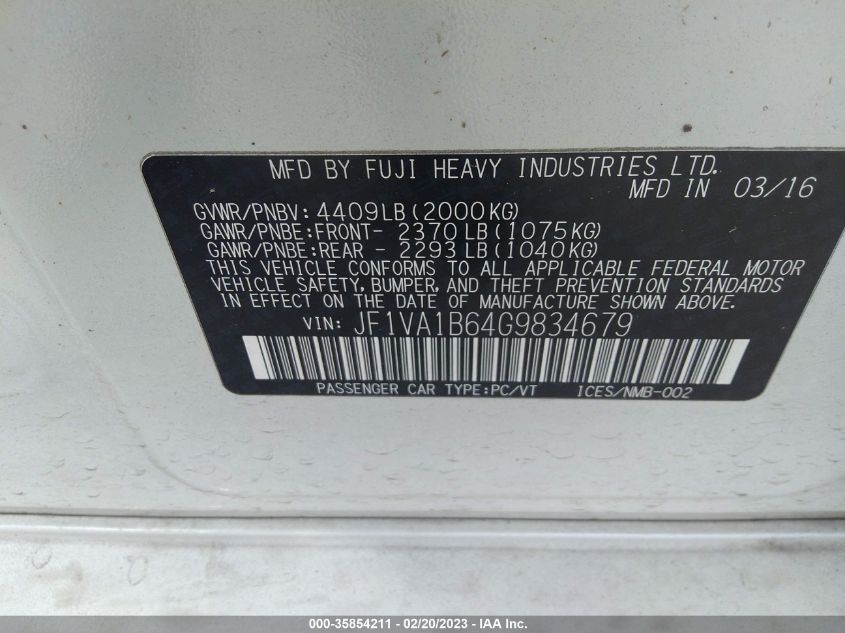 MFD BY FUJI HEAVY INDUSTRIES LTD.
MFD IN 03/16
GVWR/PNBV: 4409LB(2000KG)
GAWR/PNBE:FRONT- 2370LB(1075KG)
GAWR/PNBE:REAR - 2293LB(1040KG)
THIS VEHICLE CONFORMS TO ALL APPLICABLE FEDERAL MOTOR
VEHICLE SAFETY, BUMPER, AND THEFT PREVENTION STANDARDS
IN EFFECT ON THE DATE OF MANUFACTURE SHOWN ABOVE.
VIN: JF1VA1B64G9834679
PASSENGER CAR TYPE:PC/VT ICES/NMB-002
000-35854211 - 02/20/2023 - IAA Inc.